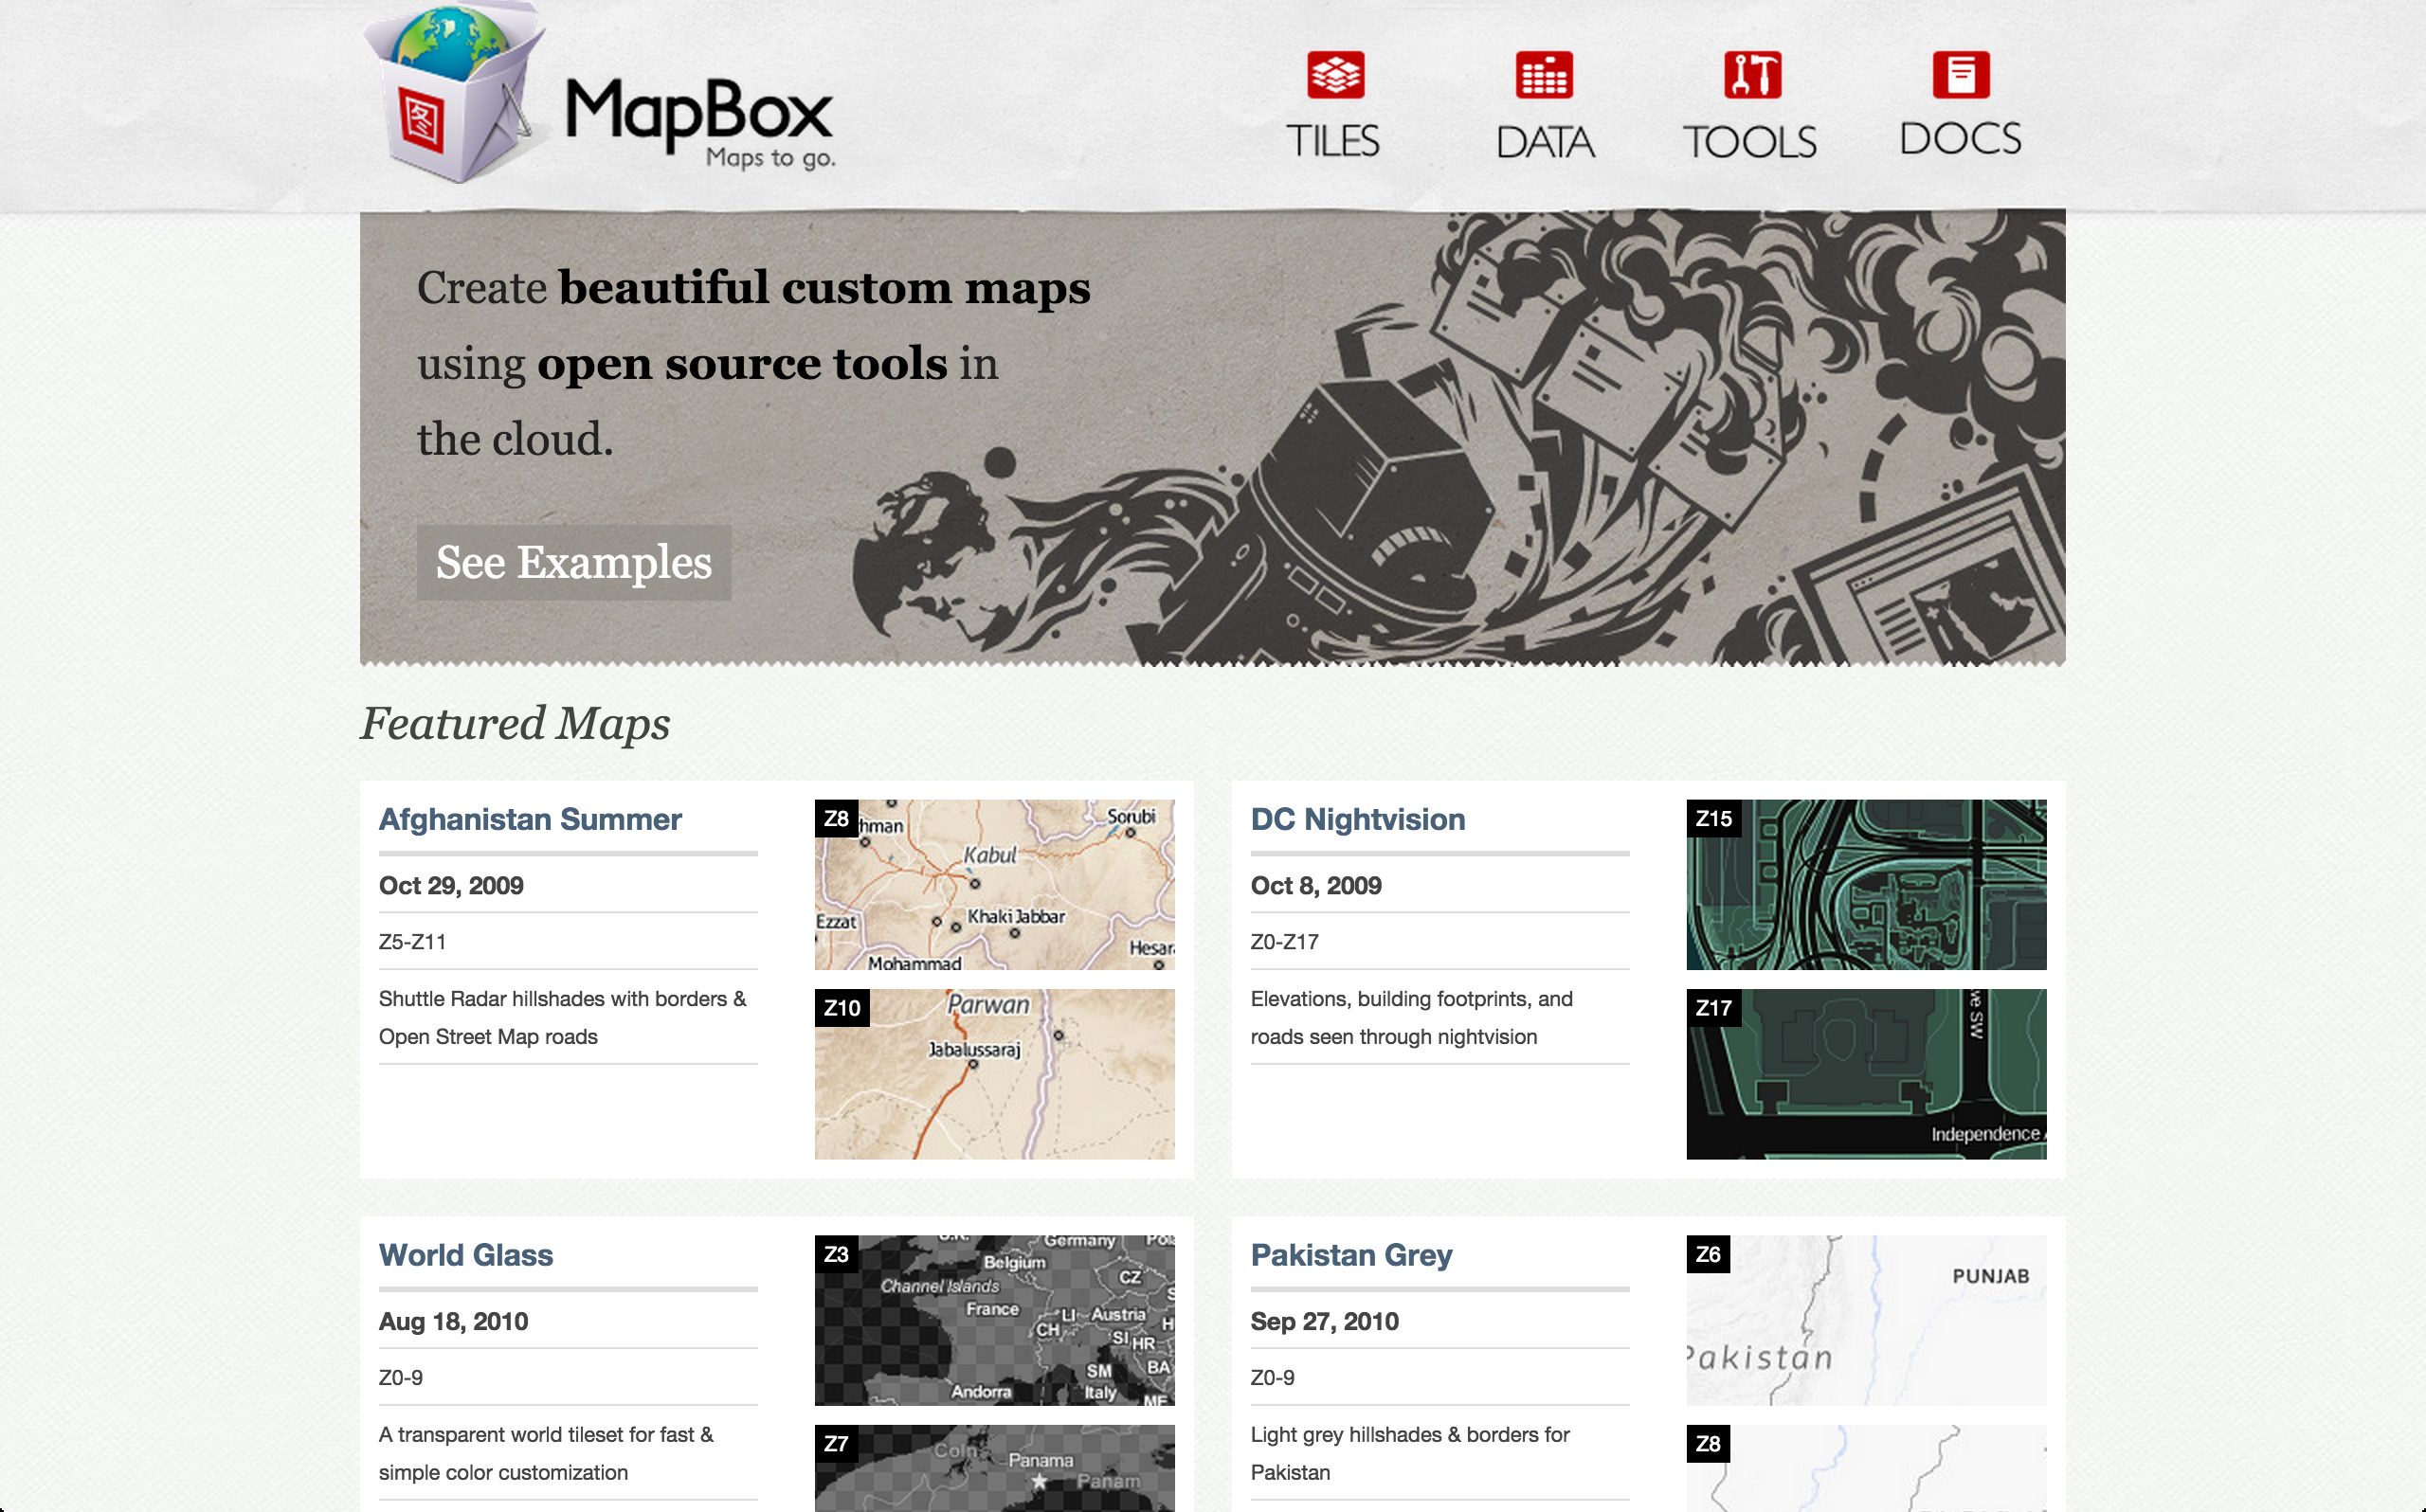 图
MapBox
Maps to go.
TILES
DATA
TOOLS
DOCS
Create beautiful custom maps
using open source tools in
the cloud.
See Examples
Featured Maps
Afghanistan Summer
Oct 29, 2009
Z5-Z11
Shuttle Radar hillshades with borders &
Open Street Map roads
Z8
hman
Sorubi
Kabul
Khaki Jabbar
Ezzat
Hesar
Mohammad
Z10
Parwan
Jabalussaraj
DC Nightvision
Oct 8, 2009
Z0-Z17
Elevations, building footprints, and
roads seen through nightvision
Z15
Z17
ve SW
Independence
World Glass
Aug 18, 2010
Z0-9
A transparent world tileset for fast &
simple color customization
Z3
U.K.
Germany
Pola
Belgium
Channel Islands
CZ
France
LI
Austria
CH
SI
HR
SM
BA
Andorra
Italy
ME
Z7
Coln
Panama
Panam
Pakistan Grey
Sep 27, 2010
Z0-9
Light grey hillshades & borders for
Pakistan
Z6
PUNJAB
Pakistan
Z8